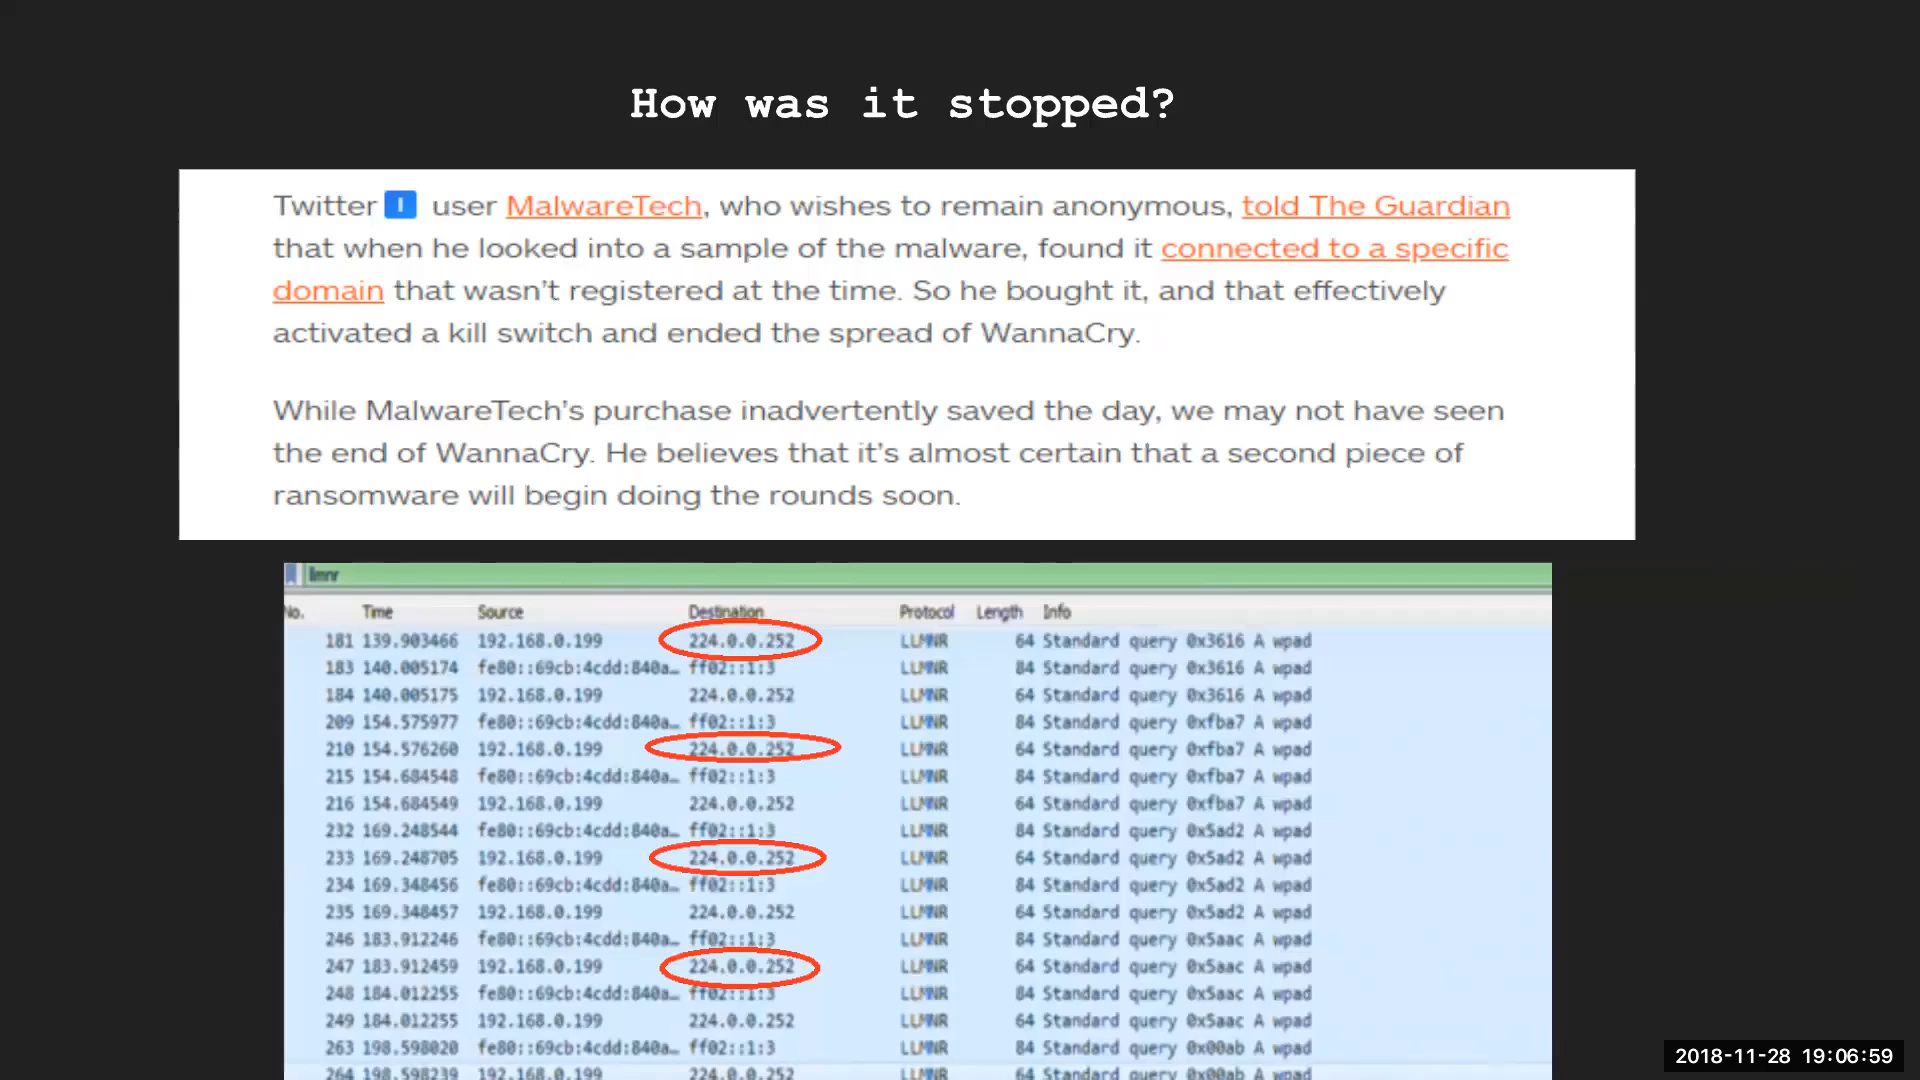 How was it stopped?
Twitter user MalwareTech, who wishes to remain anonymous, told The Guardian
that when he looked into a sample of the malware, found it connected to a specific
domain that wasn't registered at the time. So he bought it, and that effectively
activated a kill switch and ended the spread of WannaCry.
While MalwareTech's purchase inadvertently saved the day, we may not have seen
the end of WannaCry. He believes that it's almost certain that a second piece of
ransomware will begin doing the rounds soon.
llmnr
No. Time Source Destination Protocol Length Info
181 139.903466 192.168.0.199 224.0.0.252 LLMNR 64 Standard query 0x3616 A wpad
183 140.005174 fe80::69cb:4cdd:840a… ff02::1:3 LLMNR 84 Standard query 0x3616 A wpad
184 140.005175 192.168.0.199 224.0.0.252 LLMNR 64 Standard query 0x3616 A wpad
209 154.575977 fe80::69cb:4cdd:840a… ff02::1:3 LLMNR 84 Standard query 0xfba7 A wpad
210 154.576260 192.168.0.199 224.0.0.252 LLMNR 64 Standard query 0xfba7 A wpad
215 154.684548 fe80::69cb:4cdd:840a… ff02::1:3 LLMNR 84 Standard query 0xfba7 A wpad
216 154.684549 192.168.0.199 224.0.0.252 LLMNR 64 Standard query 0xfba7 A wpad
232 169.248544 fe80::69cb:4cdd:840a… ff02::1:3 LLMNR 84 Standard query 0x5ad2 A wpad
233 169.248705 192.168.0.199 224.0.0.252 LLMNR 64 Standard query 0x5ad2 A wpad
234 169.348456 fe80::69cb:4cdd:840a… ff02::1:3 LLMNR 84 Standard query 0x5ad2 A wpad
235 169.348457 192.168.0.199 224.0.0.252 LLMNR 64 Standard query 0x5ad2 A wpad
246 183.912246 fe80::69cb:4cdd:840a… ff02::1:3 LLMNR 84 Standard query 0x5aac A wpad
247 183.912459 192.168.0.199 224.0.0.252 LLMNR 64 Standard query 0x5aac A wpad
248 184.012255 fe80::69cb:4cdd:840a… ff02::1:3 LLMNR 84 Standard query 0x5aac A wpad
249 184.012255 192.168.0.199 224.0.0.252 LLMNR 64 Standard query 0x5aac A wpad
263 198.598020 fe80::69cb:4cdd:840a… ff02::1:3 LLMNR 84 Standard query 0x00ab A wpad
264 198.598239 192.168.0.199 224.0.0.252 LLMNR 64 Standard query 0x00ab A wpad
2018-11-28 19:06:59